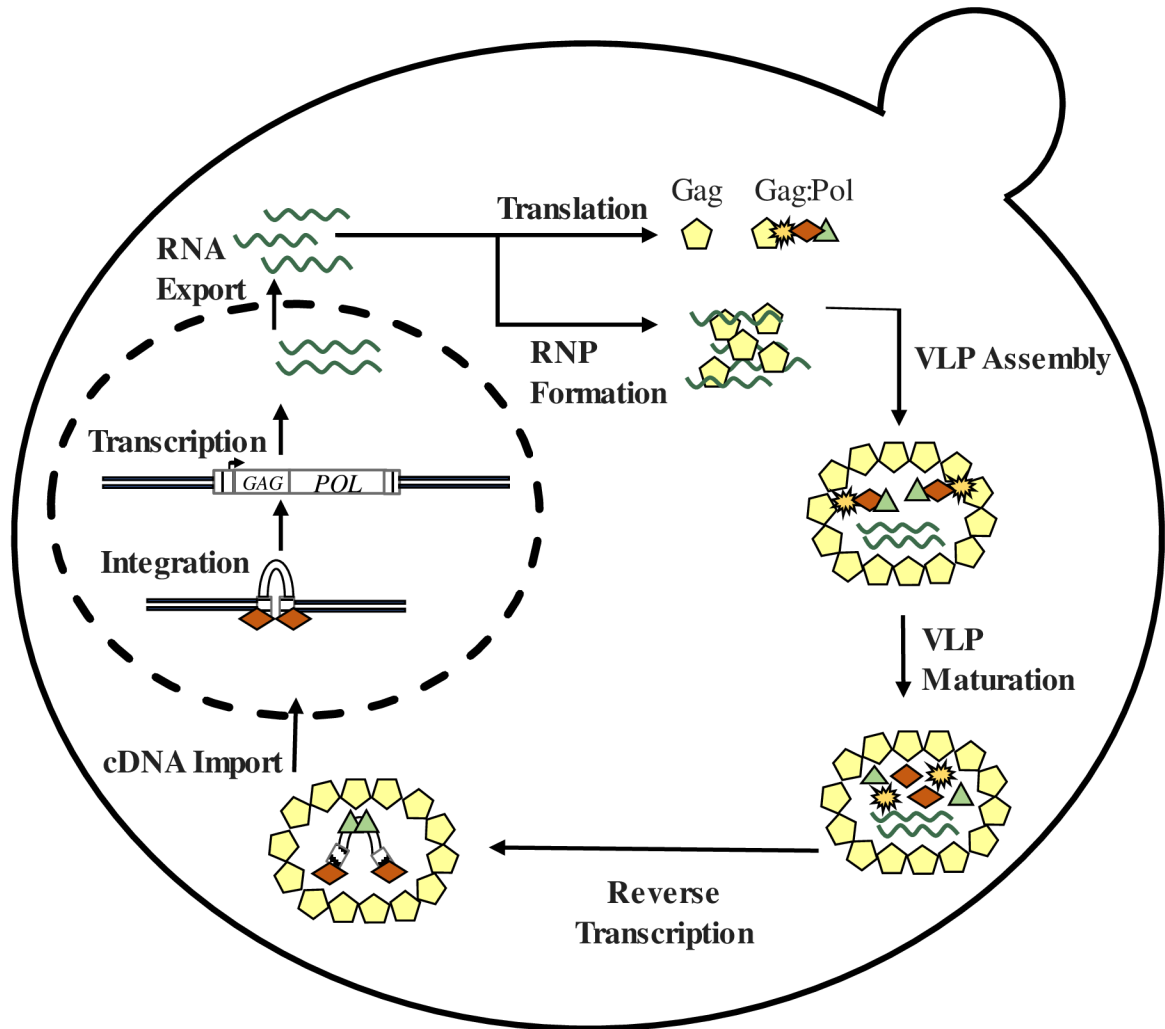 Gag Gag:Pol
Translation
RNA
Export
RNP
Formation
VLP Assembly
Transcription
GAG POL
Integration
VLP
Maturation
cDNA Import
Reverse
Transcription